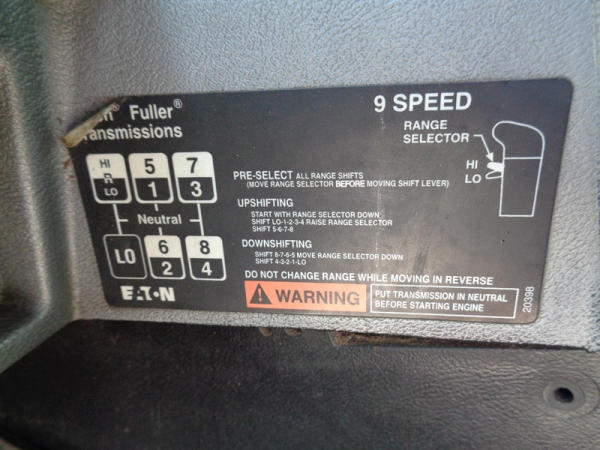 Fuller®
9 SPEED
RANGE
SELECTOR
HI
LO
HI
R
LO
5
1
7
3
Neutral
LO
6
2
8
4
EATON
PRE-SELECT ALL RANGE SHIFTS
(MOVE RANGE SELECTOR BEFORE MOVING SHIFT LEVER)
UPSHIFTING
START WITH RANGE SELECTOR DOWN
SHIFT LO-1-2-3-4 RAISE RANGE SELECTOR
SHIFT 5-6-7-8
DOWNSHIFTING
SHIFT 8-7-6-5 MOVE RANGE SELECTOR DOWN
SHIFT 4-3-2-1-LO
DO NOT CHANGE RANGE WHILE MOVING IN REVERSE
WARNING
PUT TRANSMISSION IN NEUTRAL
BEFORE STARTING ENGINE
20398